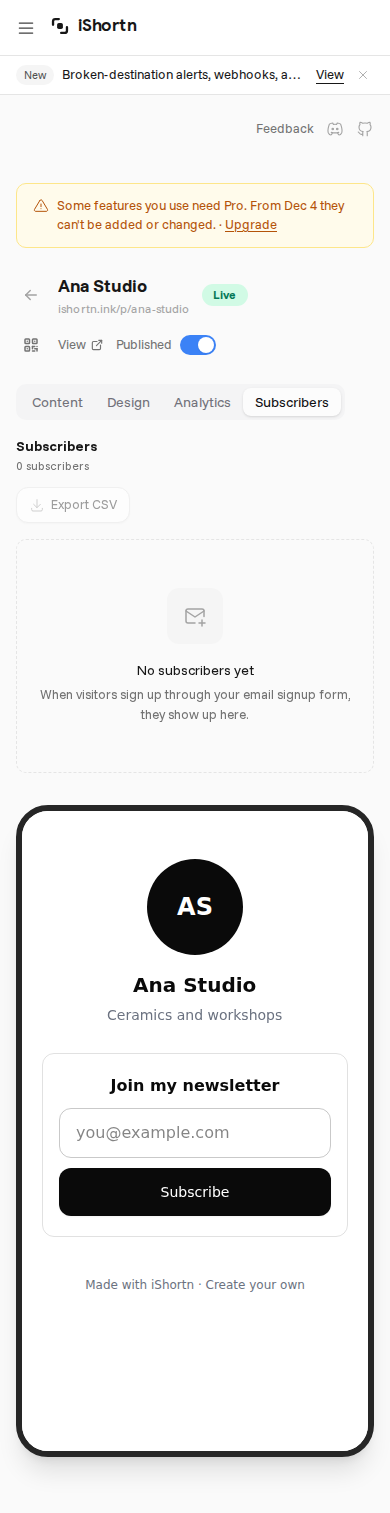 iShortn
New Broken-destination alerts, webhooks, a… View
Feedback
Some features you use need Pro. From Dec 4 they
can't be added or changed. · Upgrade
Ana Studio
ishortn.ink/p/ana-studio
Live
View Published
Content Design Analytics Subscribers
Subscribers
0 subscribers
Export CSV
No subscribers yet
When visitors sign up through your email signup form,
they show up here.
AS
Ana Studio
Ceramics and workshops
Join my newsletter
you@example.com
Subscribe
Made with iShortn · Create your own